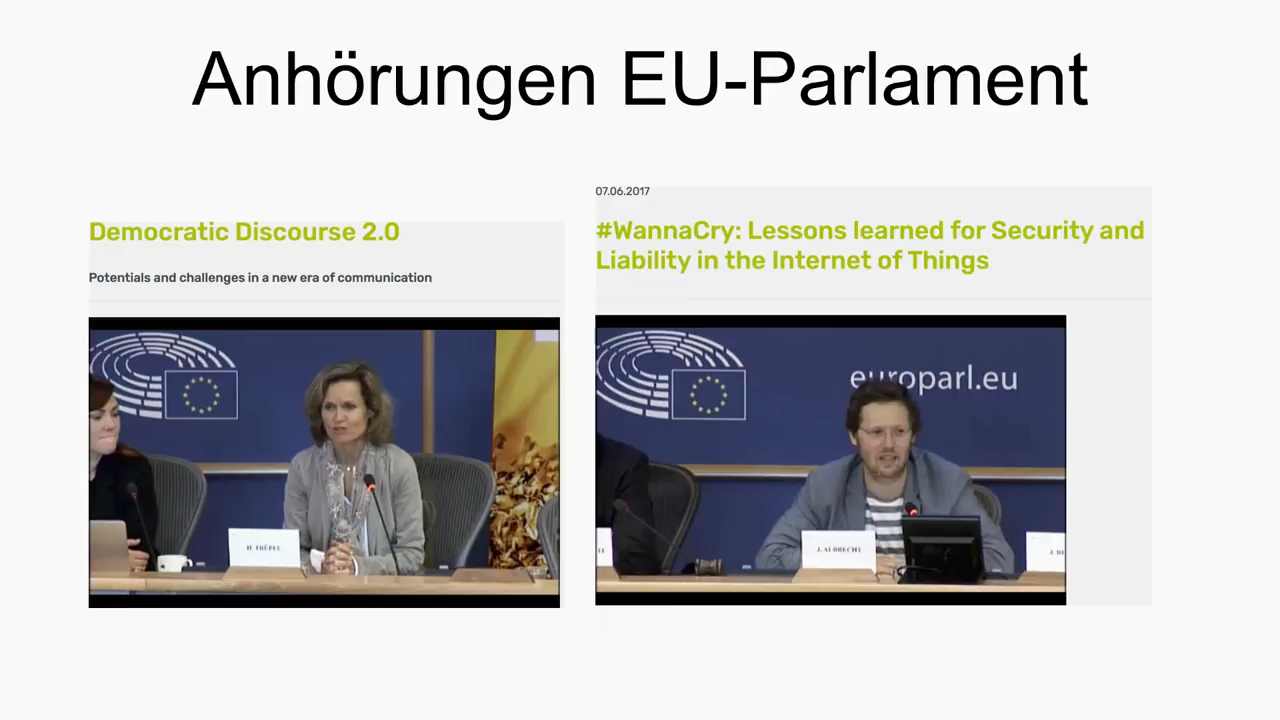 Anhörungen EU-Parlament
Democratic Discourse 2.0
Potentials and challenges in a new era of communication
07.06.2017
#WannaCry: Lessons learned for Security and
Liability in the Internet of Things
europarl.eu
J. ALBRECHT